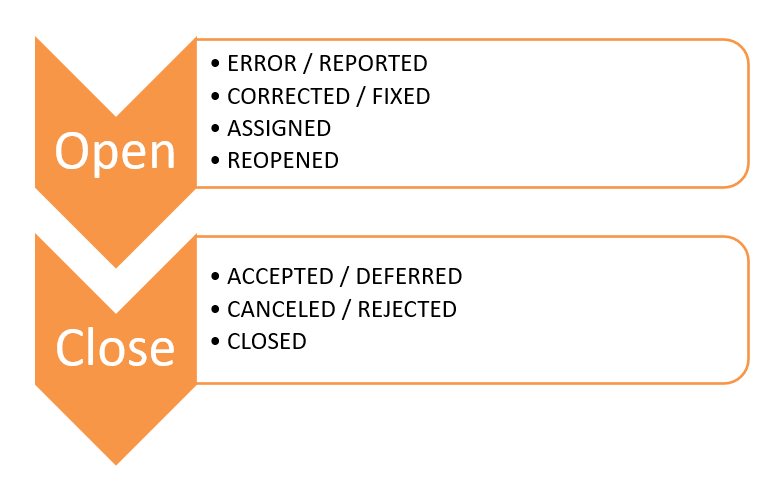 Open
• ERROR / REPORTED
• CORRECTED / FIXED
• ASSIGNED
• REOPENED
Close
• ACCEPTED / DEFERRED
• CANCELED / REJECTED
• CLOSED